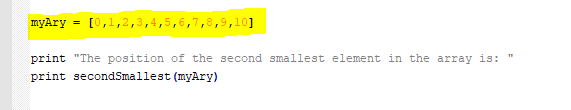 myAry = [0,1,2,3,4,5,6,7,8,9,10]
print "The position of the second smallest element in the array is: "
print secondSmallest(myAry)